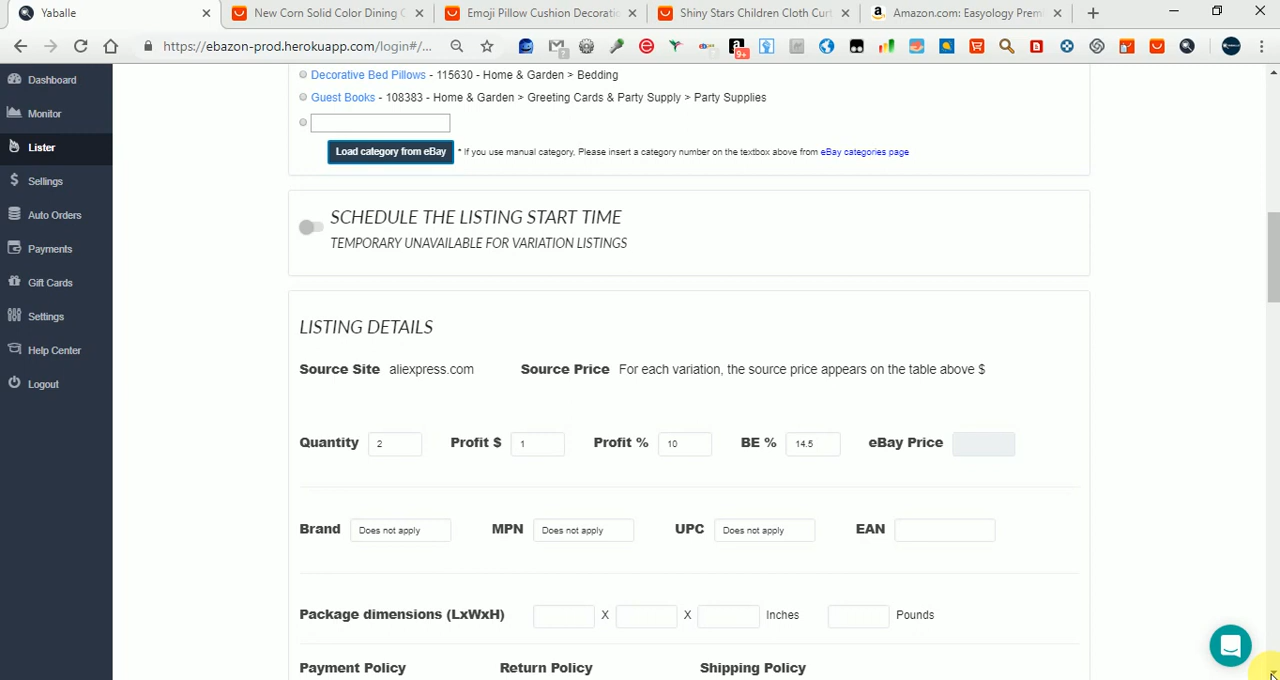 Yaballe
New Corn Solid Color Dining C
Emoji Pillow Cushion Decoratio
Shiny Stars Children Cloth Curt
Amazon.com: Easyology Prem
https://ebazon-prod.herokuapp.com/login#/...
9+
Dashboard
Monitor
Lister
Sellings
Auto Orders
Payments
Gift Cards
Settings
Help Center
Logout
Decorative Bed Pillows - 115630 - Home & Garden > Bedding
Guest Books - 108383 - Home & Garden > Greeting Cards & Party Supply > Party Supplies
Load category from eBay * If you use manual category, Please insert a category number on the textbox above from eBay categories page
SCHEDULE THE LISTING START TIME
TEMPORARY UNAVAILABLE FOR VARIATION LISTINGS
LISTING DETAILS
Source Site aliexpress.com Source Price For each variation, the source price appears on the table above $
Quantity 2 Profit $ 1 Profit % 10 BE % 14.5 eBay Price
Brand Does not apply MPN Does not apply UPC Does not apply EAN
Package dimensions (LxWxH) X X Inches Pounds
Payment Policy Return Policy Shipping Policy